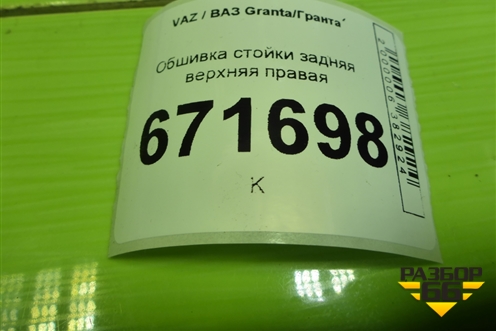 VAZ / ВАЗ Granta/Гранта
Обшивка стойки задняя
верхняя правая
671698
К
2000006382924
РАЗБОР
66